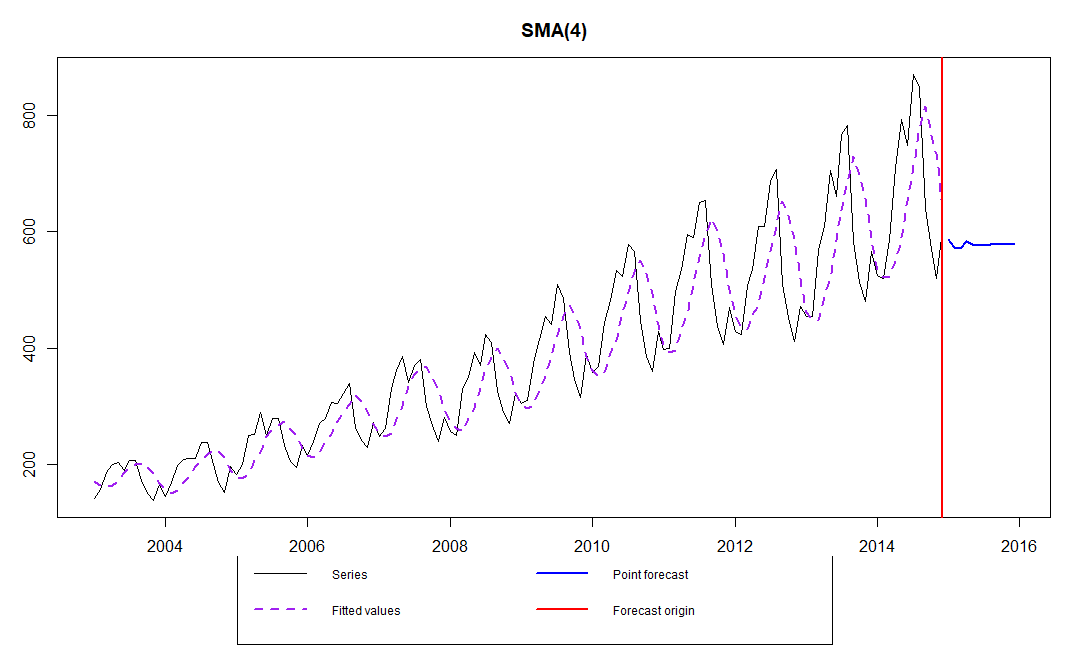 SMA(4)
800
600
400
200
2004 2006 2008 2010 2012 2014 2016
Series Point forecast
Fitted values Forecast origin